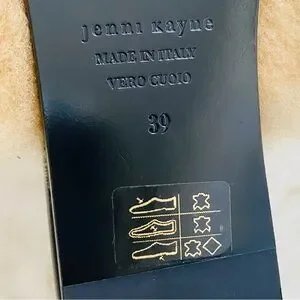 jenni kayne
MADE IN ITALY
VERO CUOIO
39